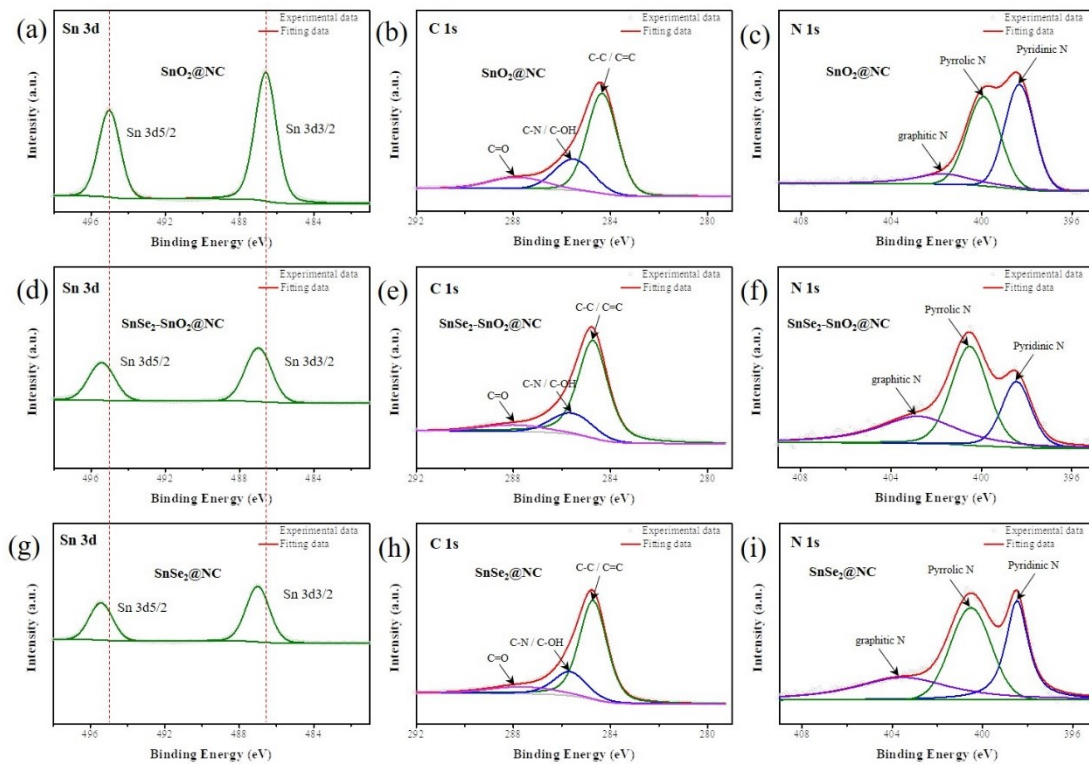 (a)
Sn 3d
Experimental data
Fitting data
SnO2@NC
Sn 3d5/2
Sn 3d3/2
Intensity (a.u.)
496
492
488
484
Binding Energy (eV)
(b)
C 1s
Experimental data
Fitting data
SnO2@NC
C-C / C=C
C-N / C-OH
C=O
Intensity (a.u.)
292
288
284
280
Binding Energy (eV)
(c)
N 1s
Experimental data
Fitting data
SnO2@NC
Pyrrolic N
Pyridinic N
graphitic N
Intensity (a.u.)
408
404
400
396
Binding Energy (eV)
(d)
Sn 3d
Experimental data
Fitting data
SnSe2-SnO2@NC
Sn 3d5/2
Sn 3d3/2
Intensity (a.u.)
496
492
488
484
Binding Energy (eV)
(e)
C 1s
Experimental data
Fitting data
SnSe2-SnO2@NC
C-C / C=C
C-N / C-OH
C=O
Intensity (a.u.)
292
288
284
280
Binding Energy (eV)
(f)
N 1s
Experimental data
Fitting data
SnSe2-SnO2@NC
Pyrrolic N
Pyridinic N
graphitic N
Intensity (a.u.)
408
404
400
396
Binding Energy (eV)
(g)
Sn 3d
Experimental data
Fitting data
SnSe2@NC
Sn 3d5/2
Sn 3d3/2
Intensity (a.u.)
496
492
488
484
Binding Energy (eV)
(h)
C 1s
Experimental data
Fitting data
SnSe2@NC
C-C / C=C
C-N / C-OH
C=O
Intensity (a.u.)
292
288
284
280
Binding Energy (eV)
(i)
N 1s
Experimental data
Fitting data
SnSe2@NC
Pyrrolic N
Pyridinic N
graphitic N
Intensity (a.u.)
408
404
400
396
Binding Energy (eV)